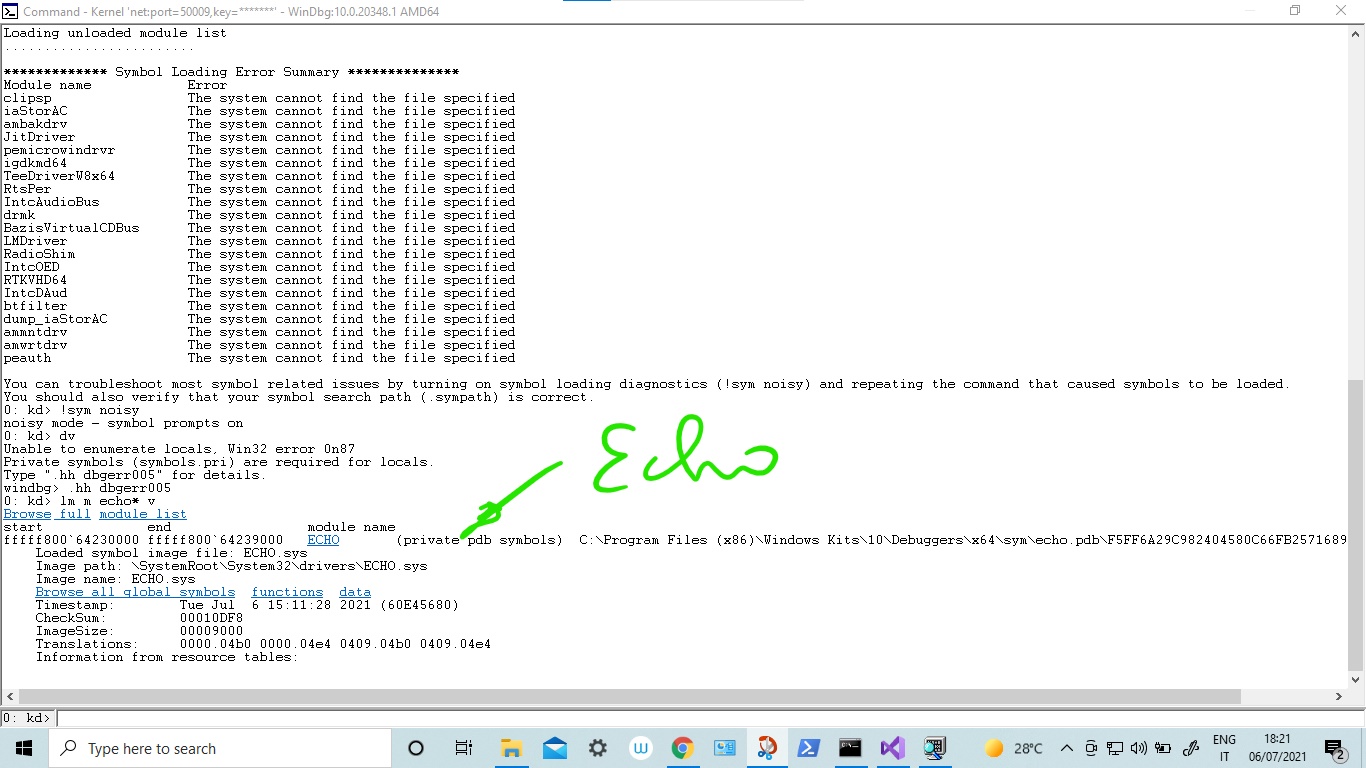 Command - Kernel 'net:port=50009,key=*******' - WinDbg:10.0.20348.1 AMD64
Loading unloaded module list
........................
************* Symbol Loading Error Summary **************
Module name Error
clipsp The system cannot find the file specified
iaStorAC The system cannot find the file specified
ambakdrv The system cannot find the file specified
JitDriver The system cannot find the file specified
pemicrowindrvr The system cannot find the file specified
igdkmd64 The system cannot find the file specified
TeeDriverW8x64 The system cannot find the file specified
RtsPer The system cannot find the file specified
IntcAudioBus The system cannot find the file specified
drmk The system cannot find the file specified
BazisVirtualCDBus The system cannot find the file specified
LMDriver The system cannot find the file specified
RadioShim The system cannot find the file specified
IntcOED The system cannot find the file specified
RTKVHD64 The system cannot find the file specified
IntcDAud The system cannot find the file specified
btfilter The system cannot find the file specified
dump_iaStorAC The system cannot find the file specified
ammntdrv The system cannot find the file specified
amwrtdrv The system cannot find the file specified
peauth The system cannot find the file specified
You can troubleshoot most symbol related issues by turning on symbol loading diagnostics (!sym noisy) and repeating the command that caused symbols to be loaded.
You should also verify that your symbol search path (.sympath) is correct.
0: kd> !sym noisy
noisy mode - symbol prompts on
0: kd> dv
Unable to enumerate locals, Win32 error 0n87
Private symbols (symbols.pri) are required for locals.
Type ".hh dbgerr005" for details.
windbg> .hh dbgerr005
Echo
0: kd> lm m echo* v
Browse full module list
start end module name
fffff800`64230000 fffff800`64239000 ECHO (private pdb symbols) C:\Program Files (x86)\Windows Kits\10\Debuggers\x64\sym\echo.pdb\F5FF6A29C982404580C66FB2571689
Loaded symbol image file: ECHO.sys
Image path: \SystemRoot\System32\drivers\ECHO.sys
Image name: ECHO.sys
Browse all global symbols functions data
Timestamp: Tue Jul 6 15:11:28 2021 (60E45680)
CheckSum: 00010DF8
ImageSize: 00009000
Translations: 0000.04b0 0000.04e4 0409.04b0 0409.04e4
Information from resource tables:
0: kd>
Type here to search
28°C
ENG
IT
18:21
06/07/2021
2